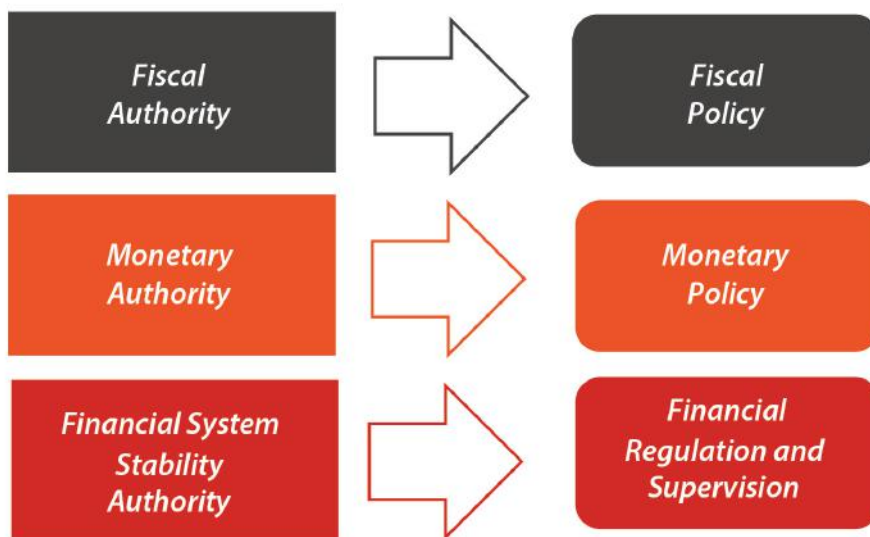 Fiscal
Authority
Fiscal
Policy
Monetary
Authority
Monetary
Policy
Financial System
Stability
Authority
Financial
Regulation and
Supervision